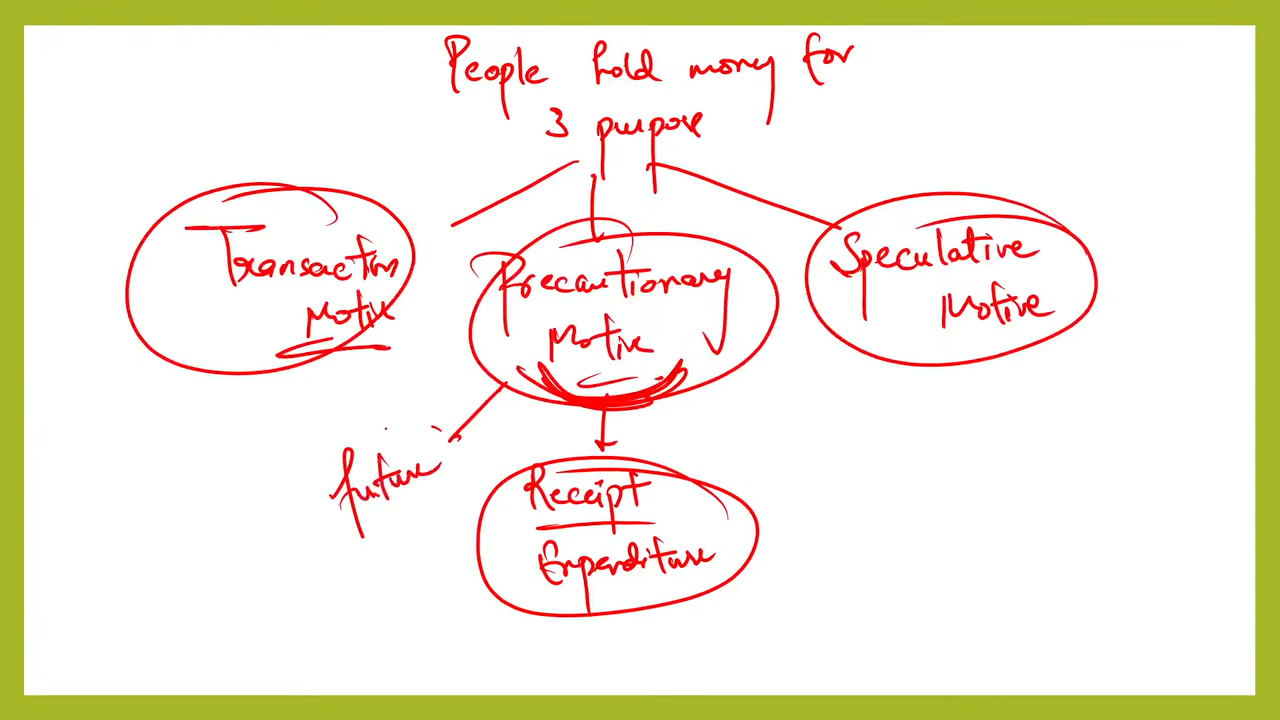 People hold money for
3 purpose
Transaction
Motive
Precautionary
Motive
Speculative
Motive
future
Receipt
Expenditure